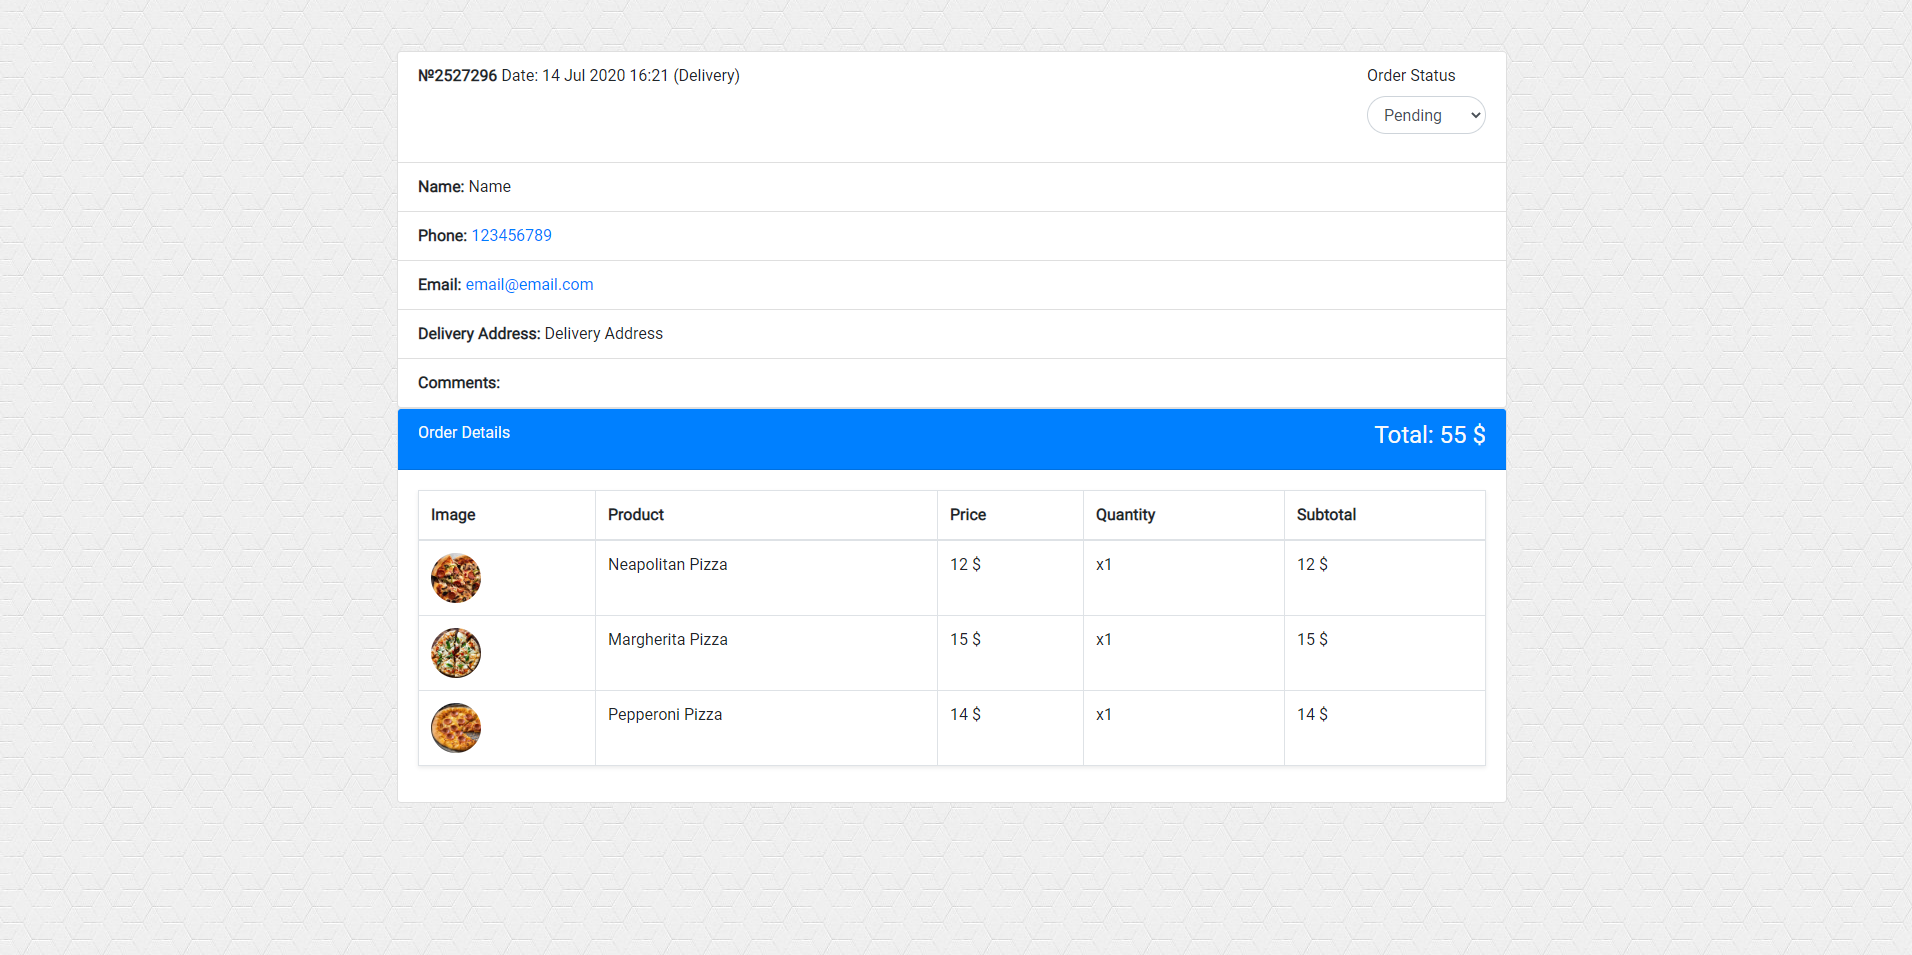 №2527296 Date: 14 Jul 2020 16:21 (Delivery)
Order Status
Pending
Name: Name
Phone: 123456789
Email: email@email.com
Delivery Address: Delivery Address
Comments:
Order Details Total: 55 $
Image Product Price Quantity Subtotal
Neapolitan Pizza 12 $ x1 12 $
Margherita Pizza 15 $ x1 15 $
Pepperoni Pizza 14 $ x1 14 $